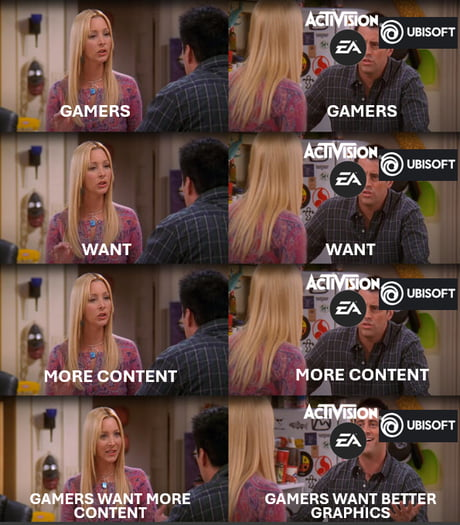 ACTIVISION
EA
UBISOFT
GAMERS
GAMERS
ACTIVISION
EA
UBISOFT
WANT
WANT
ACTIVISION
EA
UBISOFT
MORE CONTENT
MORE CONTENT
ACTIVISION
EA
UBISOFT
GAMERS WANT MORE
CONTENT
GAMERS WANT BETTER
GRAPHICS